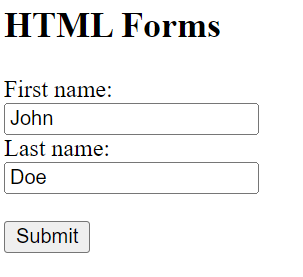 HTML Forms
First name:
John
Last name:
Doe
Submit